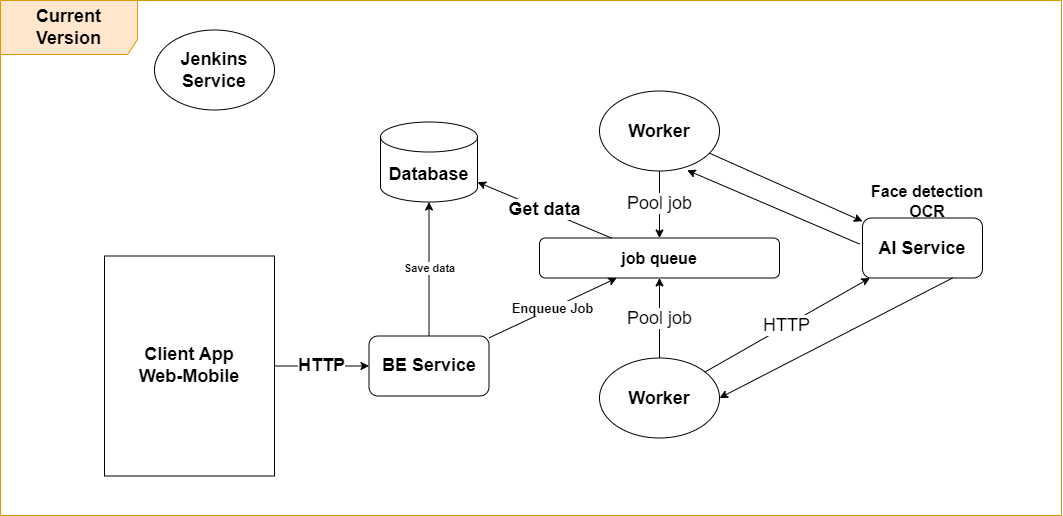 Current
Version
Jenkins
Service
Worker
Database
Face detection
OCR
Pool job
Get data
AI Service
job queue
Save data
Enqueue Job
Pool job
HTTP
Client App
Web-Mobile
HTTP
BE Service
Worker